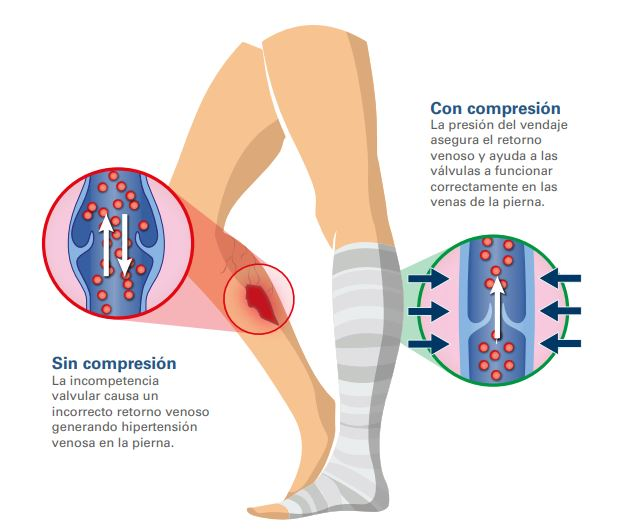 Con compresión
La presión del vendaje
asegura el retorno
venoso y ayuda a las
válvulas a funcionar
correctamente en las
venas de la pierna.
Sin compresión
La incompetencia
valvular causa un
incorrecto retorno venoso
generando hipertensión
venosa en la pierna.